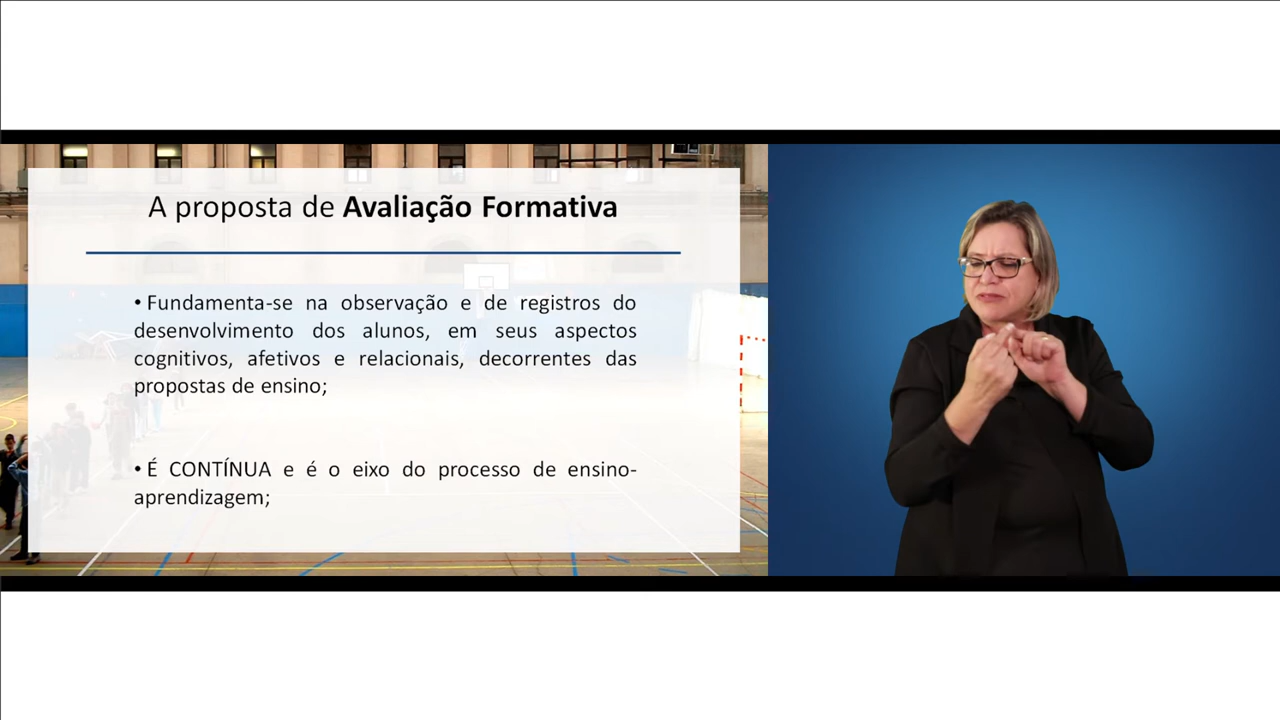 A proposta de Avaliação Formativa
• Fundamenta-se na observação e de registros do
desenvolvimento dos alunos, em seus aspectos
cognitivos, afetivos e relacionais, decorrentes das
propostas de ensino;
• É CONTÍNUA e é o eixo do processo de ensino-
aprendizagem;